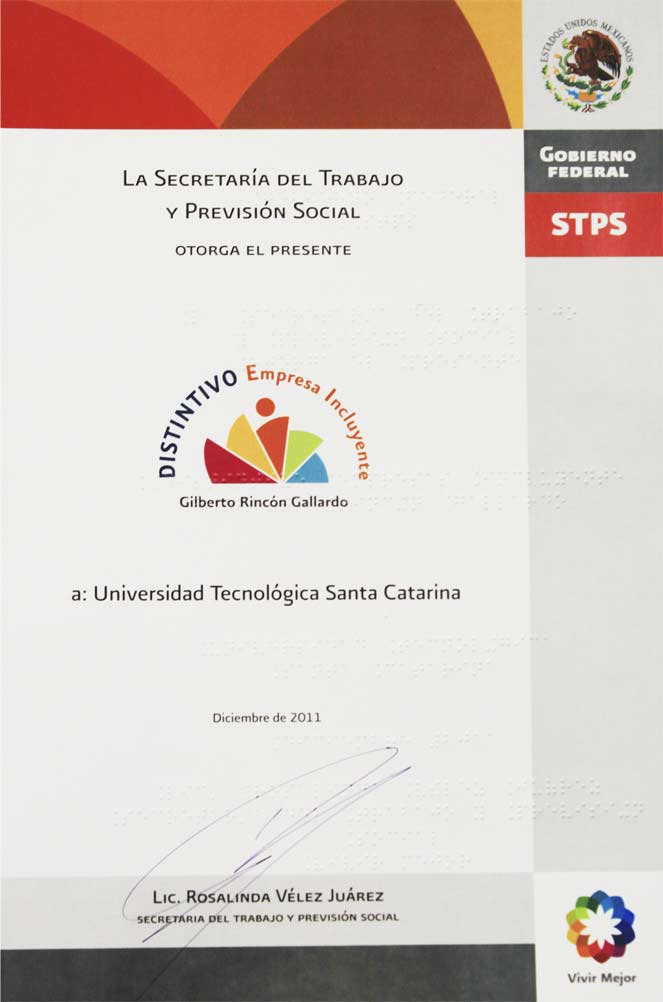 ESTADOS UNIDOS MEXICANOS
GOBIERNO
FEDERAL
STPS
LA SECRETARÍA DEL TRABAJO
Y PREVISIÓN SOCIAL
OTORGA EL PRESENTE
DISTINTIVO Empresa Incluyente
Gilberto Rincón Gallardo
a: Universidad Tecnológica Santa Catarina
Diciembre de 2011
LIC. ROSALINDA VÉLEZ JUÁREZ
SECRETARIA DEL TRABAJO Y PREVISIÓN SOCIAL
Vivir Mejor